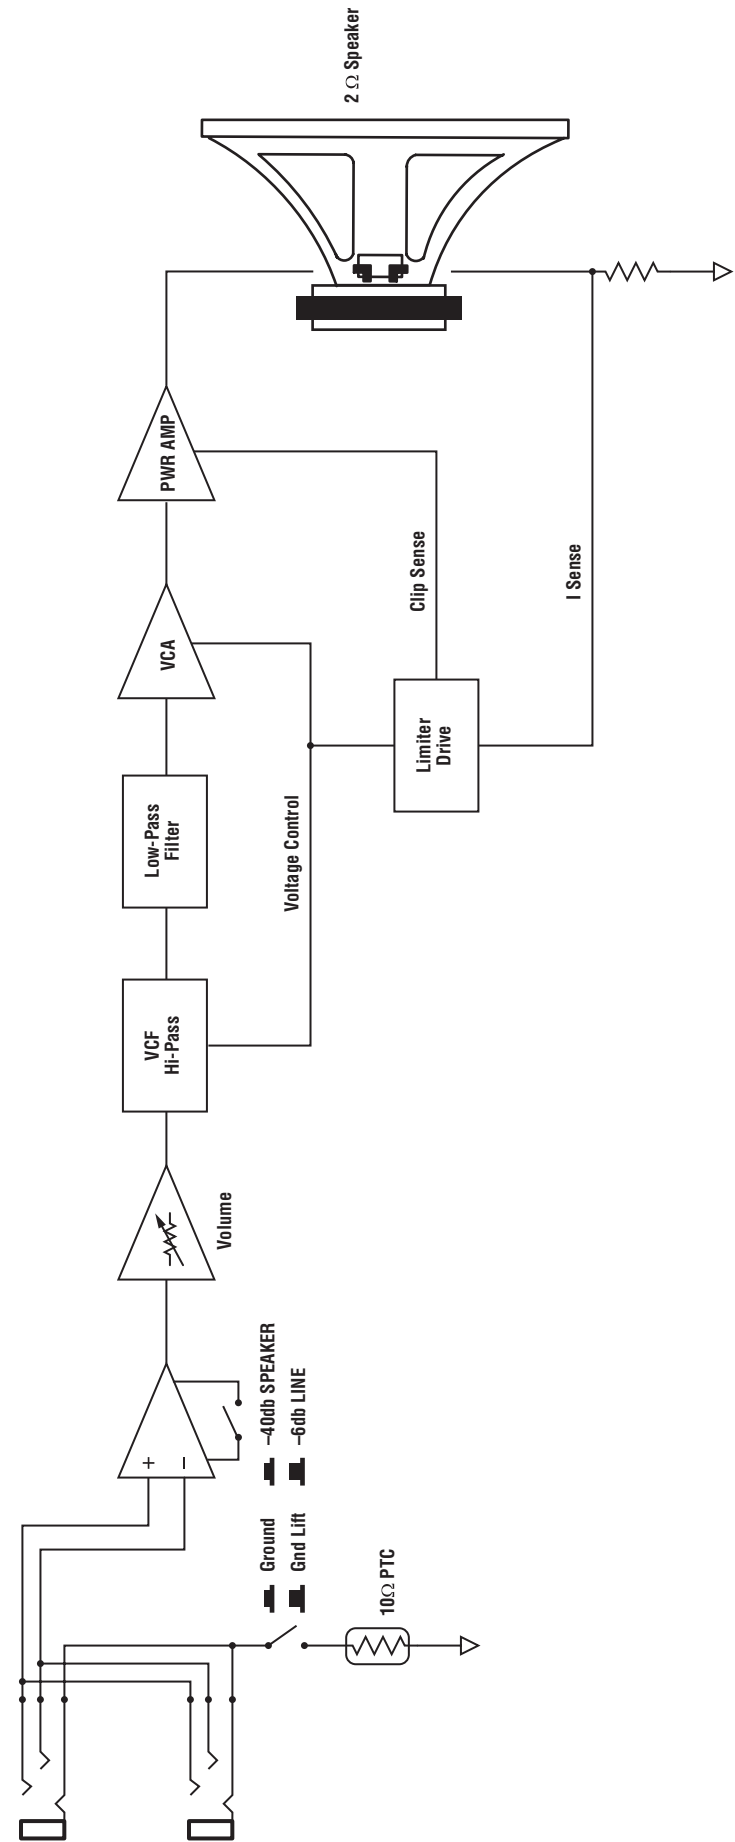 +
−
Ground
Gnd Lift
10Ω PTC
–40db SPEAKER
–6db LINE
Volume
VCF
Hi-Pass
Low-Pass
Filter
Voltage Control
VCA
Limiter
Drive
PWR AMP
Clip Sense
I Sense
2 Ω Speaker